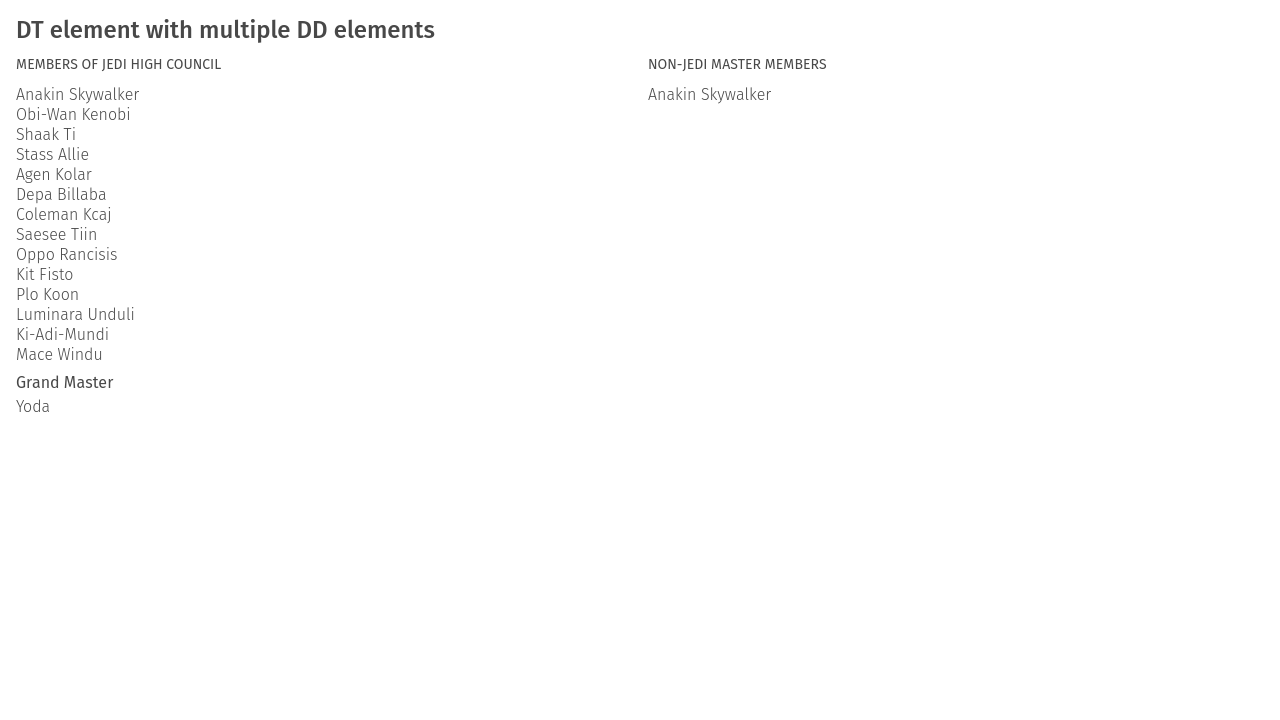 DT element with multiple DD elements
MEMBERS OF JEDI HIGH COUNCIL
Anakin Skywalker
Obi-Wan Kenobi
Shaak Ti
Stass Allie
Agen Kolar
Depa Billaba
Coleman Kcaj
Saesee Tiin
Oppo Rancisis
Kit Fisto
Plo Koon
Luminara Unduli
Ki-Adi-Mundi
Mace Windu
Grand Master
Yoda
NON-JEDI MASTER MEMBERS
Anakin Skywalker